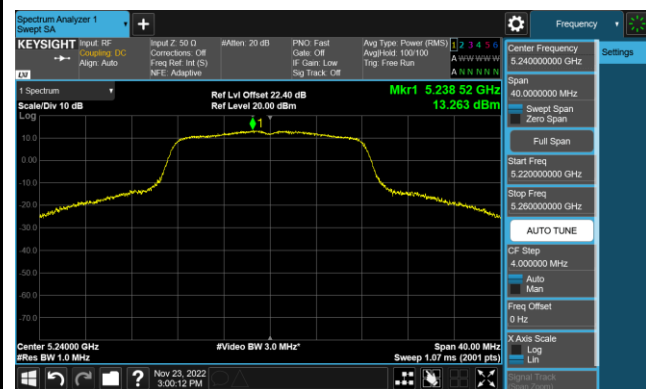 Spectrum Analyzer 1
Swept SA
+
Frequency
KEYSIGHT
Input: RF
Coupling: DC
Align: Auto
Input Z: 50 Ω
Corrections: Off
Freq Ref: Int (S)
NFE: Adaptive
#Atten: 20 dB
PNO: Fast
Gate: Off
IF Gain: Low
Sig Track: Off
Avg Type: Power (RMS)
Avg|Hold: 100/100
Trig: Free Run
1 2 3 4 5 6
A W W W W W
A N N N N N
LXI
1 Spectrum
Scale/Div 10 dB
Log
Ref Lvl Offset 22.40 dB
Ref Level 20.00 dBm
Mkr1 5.238 52 GHz
13.263 dBm
1
10.0
0.00
-10.0
-20.0
-30.0
-40.0
-50.0
-60.0
-70.0
Center 5.24000 GHz
#Res BW 1.0 MHz
#Video BW 3.0 MHz*
Span 40.00 MHz
Sweep 1.07 ms (2001 pts)
Nov 23, 2022
3:00:12 PM
?
Center Frequency
5.240000000 GHz
Settings
Span
40.0000000 MHz
Swept Span
Zero Span
Full Span
Start Freq
5.220000000 GHz
Stop Freq
5.260000000 GHz
AUTO TUNE
CF Step
4.000000 MHz
Auto
Man
Freq Offset
0 Hz
X Axis Scale
Log
Lin
Signal Track
(Span Zoom)